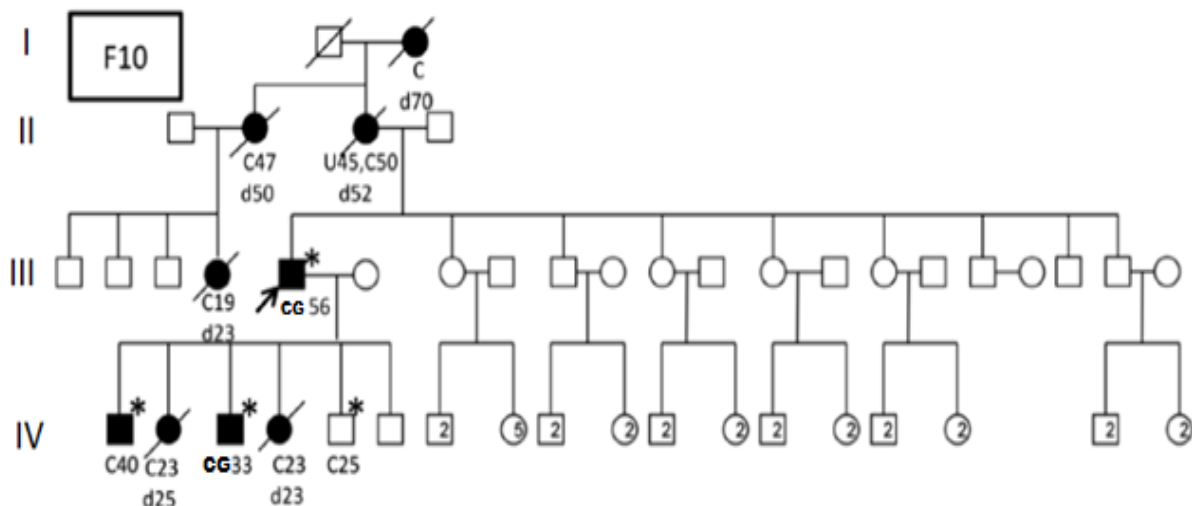 I
F10
C
d70
II
C47
d50
U45,C50
d52
III
*
C19
d23
CG 56
IV
* * *
2 5 2 2 2 2 2 2 2 2 2 2
C40 C23 CG33 C23 C25
d25 d23